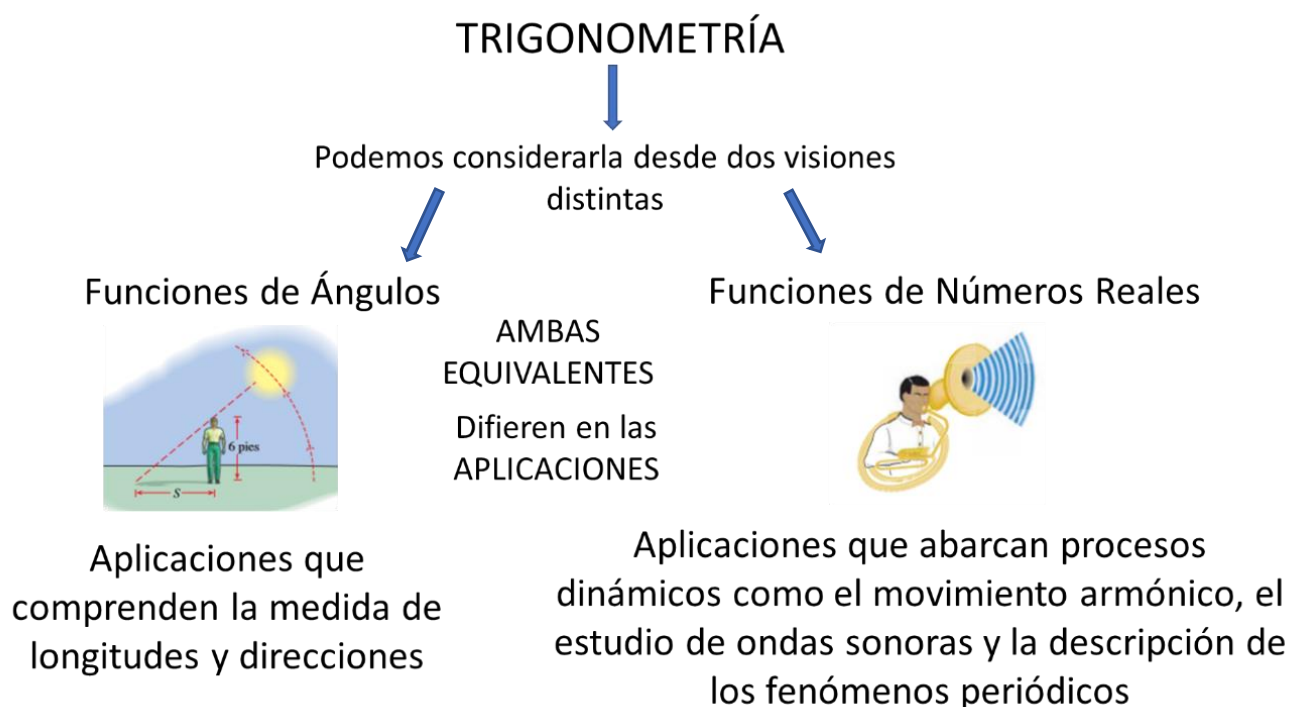 TRIGONOMETRÍA
Podemos considerarla desde dos visiones
distintas
Funciones de Ángulos
6 pies
S
Aplicaciones que
comprenden la medida de
longitudes y direcciones
AMBAS
EQUIVALENTES
Difieren en las
APLICACIONES
Funciones de Números Reales
Aplicaciones que abarcan procesos
dinámicos como el movimiento armónico, el
estudio de ondas sonoras y la descripción de
los fenómenos periódicos